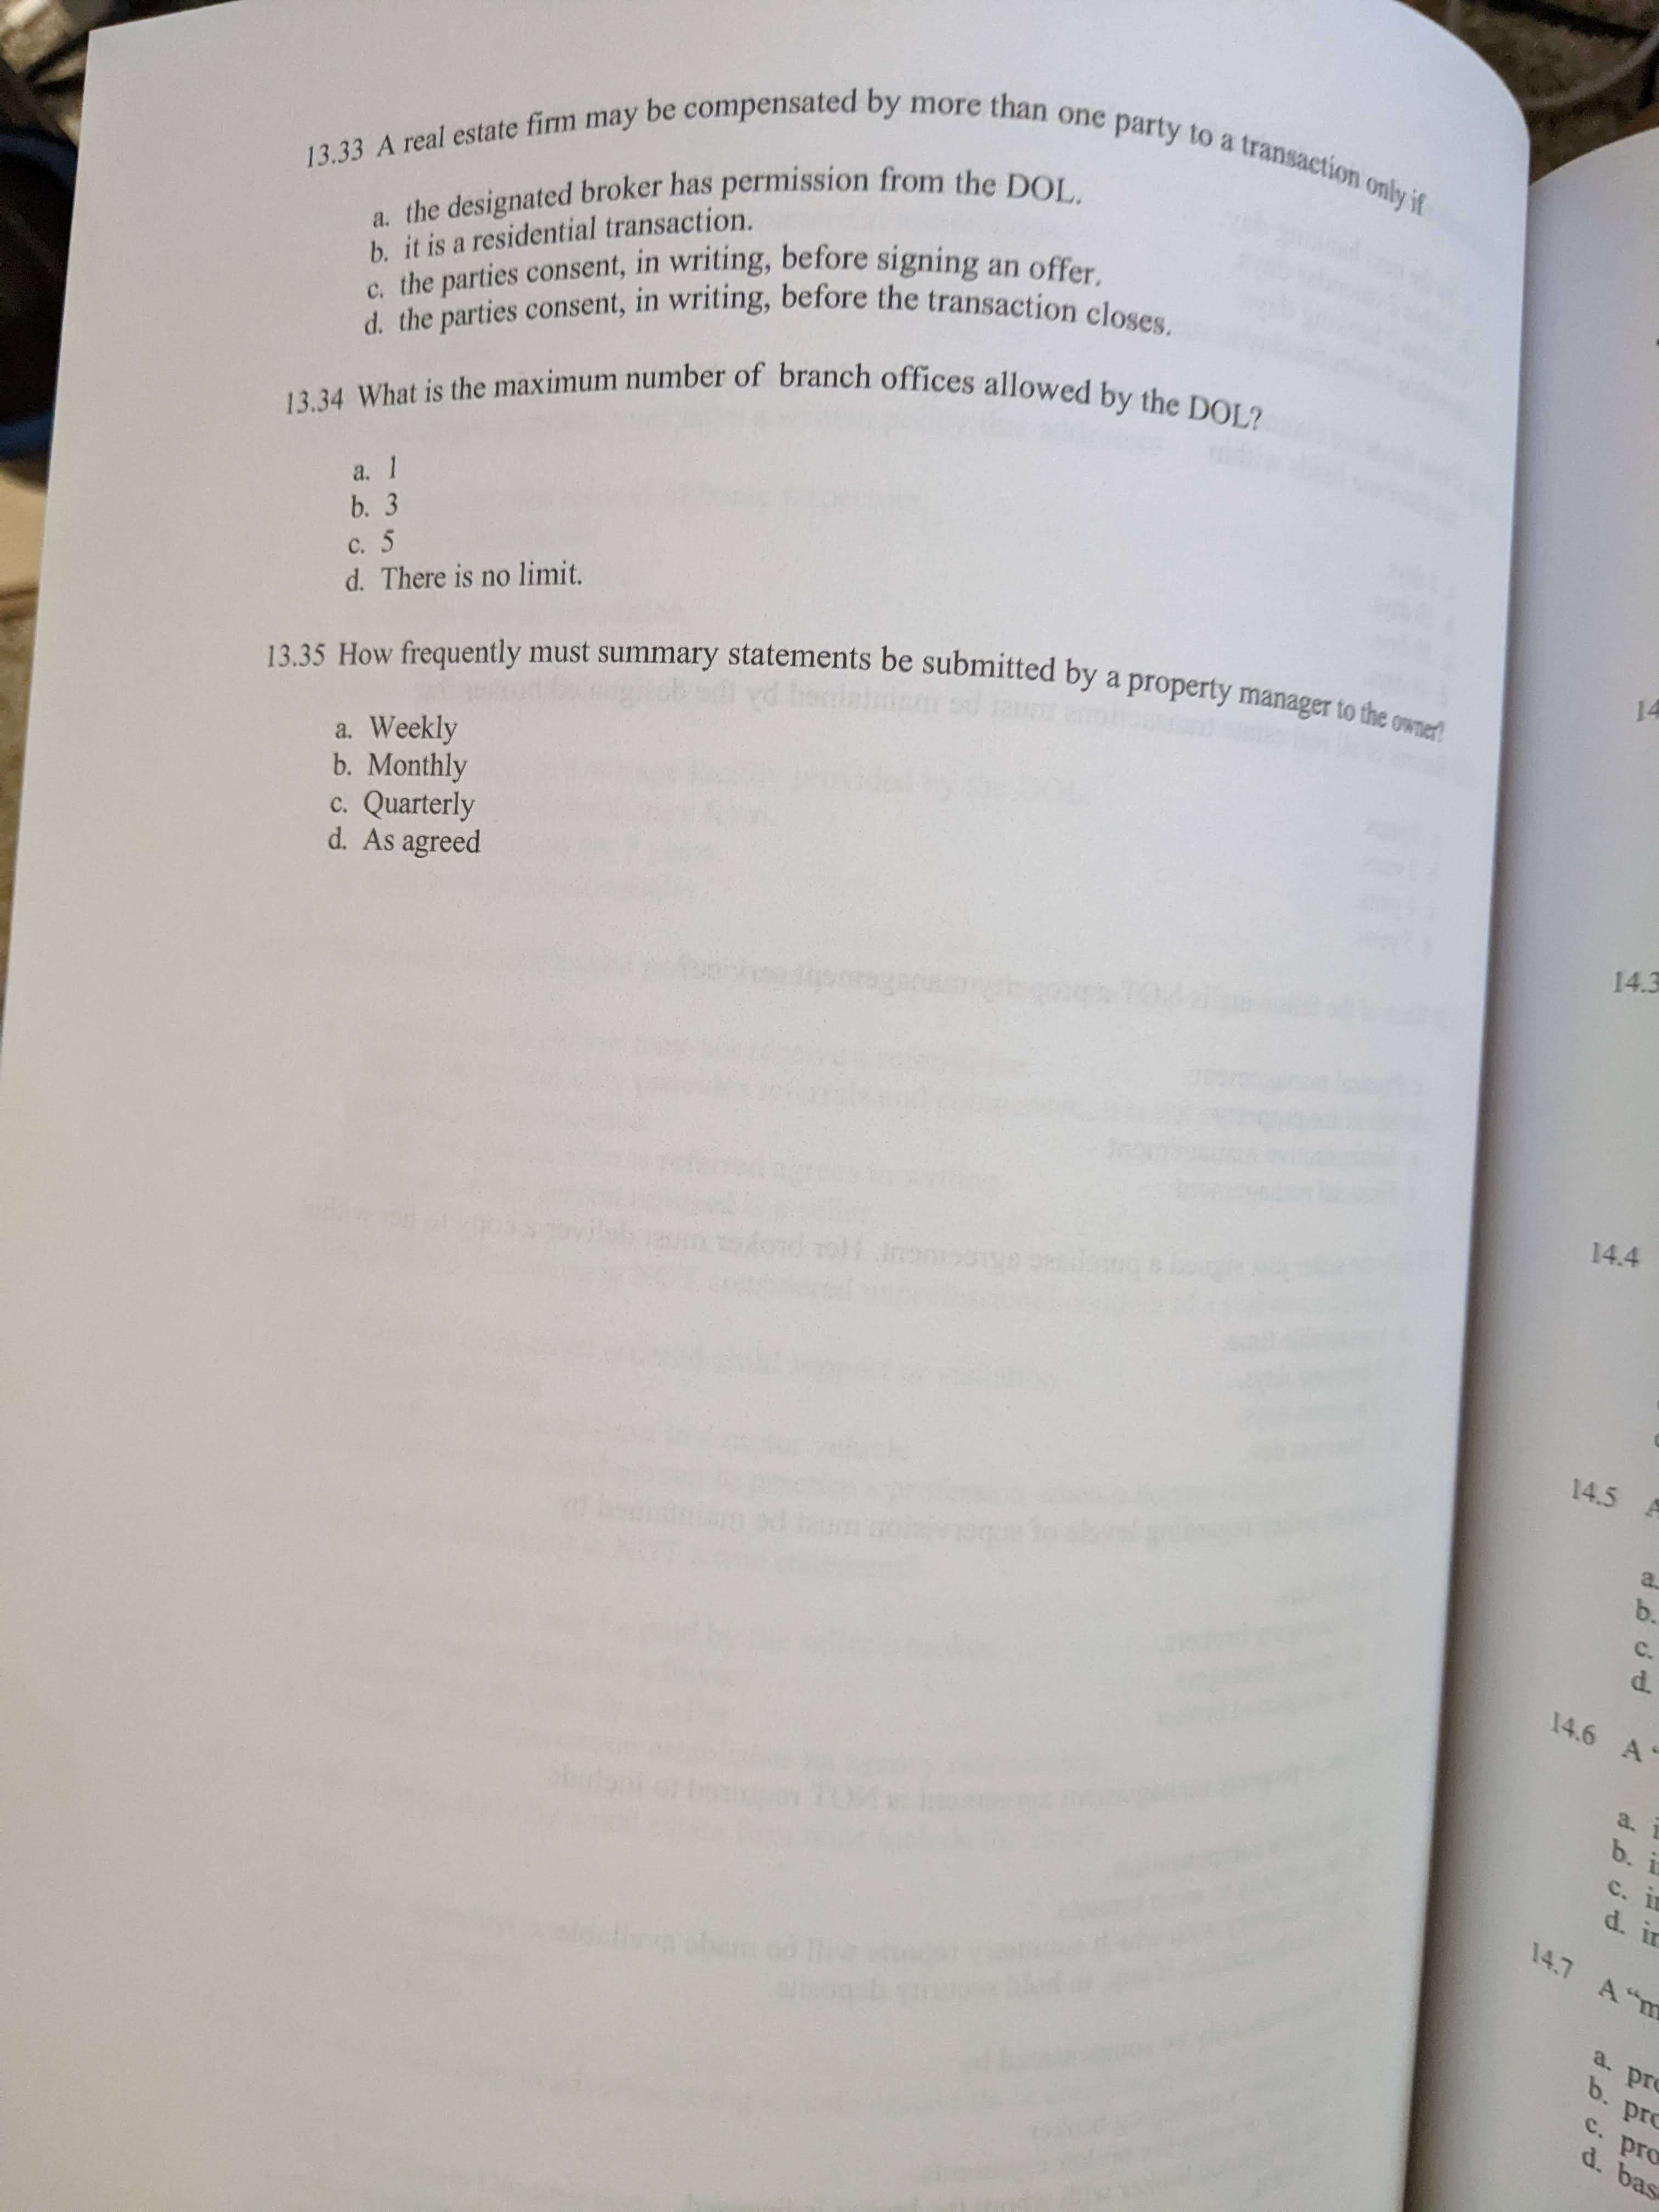 13.33 A real estate firm may be compensated by more than one party to a transaction only if
a. the designated broker has permission from the DOL.
b. it is a residential transaction.
c. the parties consent, in writing, before signing an offer.
d. the parties consent, in writing, before the transaction closes.
13.34 What is the maximum number of branch offices allowed by the DOL?
a. 1
b. 3
c. 5
d. There is no limit.
13.35 How frequently must summary statements be submitted by a property manager to the owner?
a. Weekly
b. Monthly
c. Quarterly
d. As agreed
14
14.3
14.4
14.5 A
a.
b.
c.
d.
14.6 A
a.
b.
c.
d.
14.7 A "m
a. pro
b. pro
c. pro
d. bas